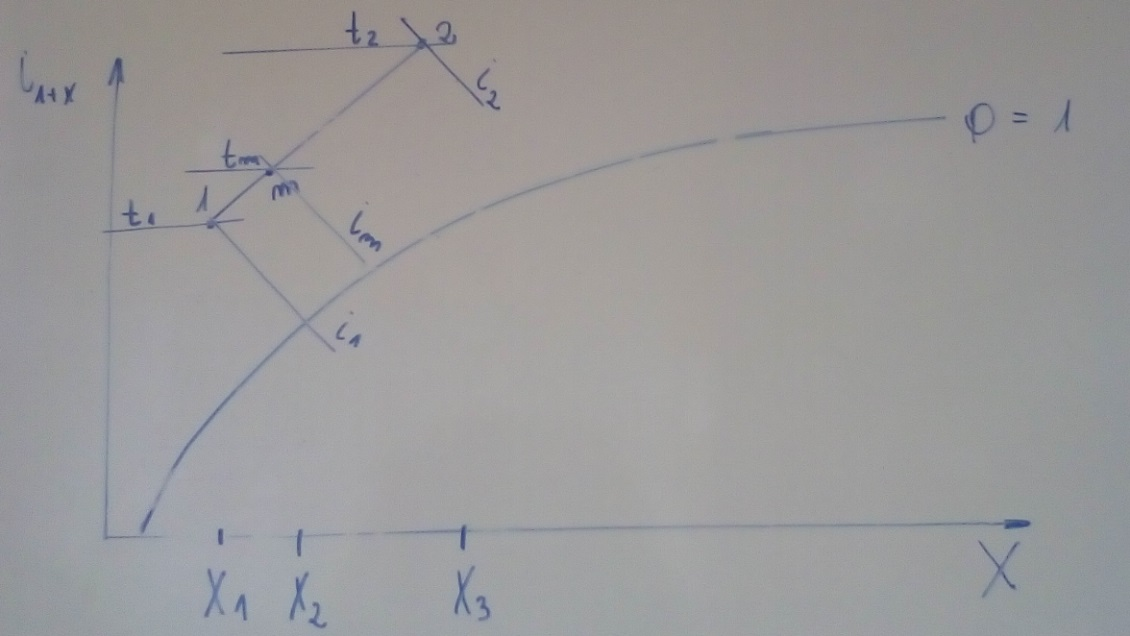 t₂ 2
i₁₊ₓ
i₂
φ = 1
tₘ
m
t₁ 1
iₘ
i₁
X₁ X₂ X₃ X